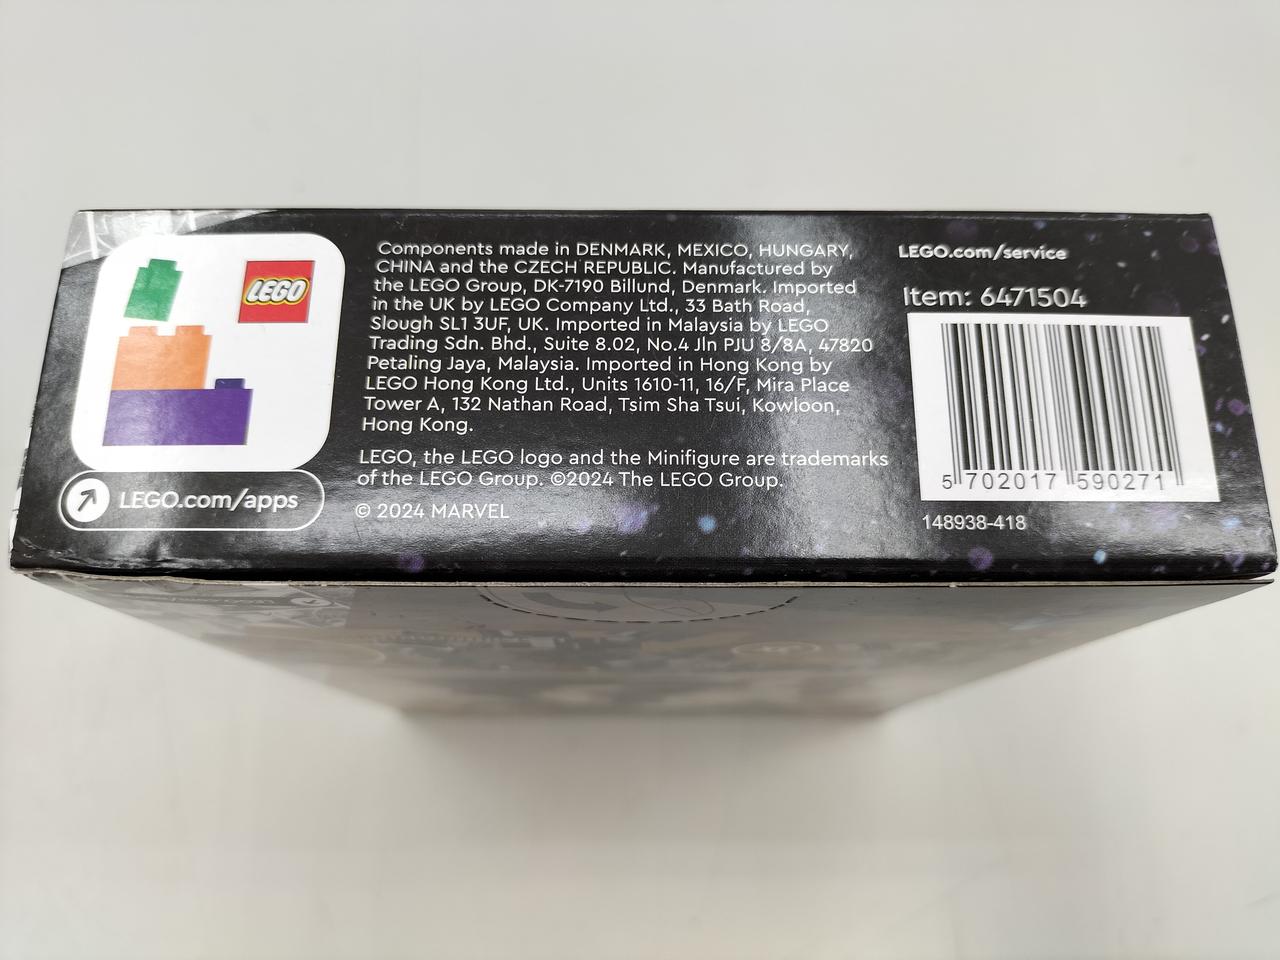 LEGO
LEGO.com/apps
Components made in DENMARK, MEXICO, HUNGARY,
CHINA and the CZECH REPUBLIC. Manufactured by
the LEGO Group, DK-7190 Billund, Denmark. Imported
in the UK by LEGO Company Ltd., 33 Bath Road,
Slough SL1 3UF, UK. Imported in Malaysia by LEGO
Trading Sdn. Bhd., Suite 8.02, No.4 Jln PJU 8/8A, 47820
Petaling Jaya, Malaysia. Imported in Hong Kong by
LEGO Hong Kong Ltd., Units 1610-11, 16/F, Mira Place
Tower A, 132 Nathan Road, Tsim Sha Tsui, Kowloon,
Hong Kong.
LEGO, the LEGO logo and the Minifigure are trademarks
of the LEGO Group. ©2024 The LEGO Group.
© 2024 MARVEL
LEGO.com/service
Item: 6471504
5 702017 590271
148938-418